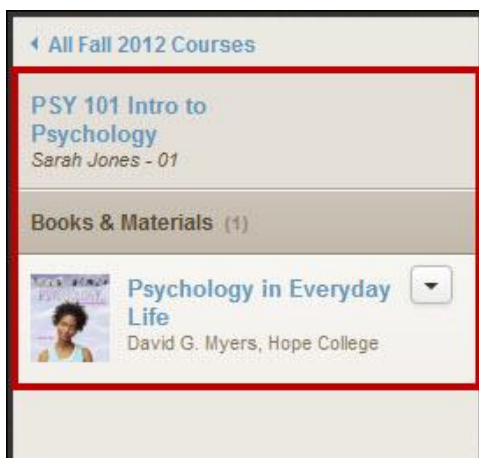 All Fall 2012 Courses
PSY 101 Intro to
Psychology
Sarah Jones - 01
Books & Materials (1)
Psychology in Everyday
Life
David G. Myers, Hope College